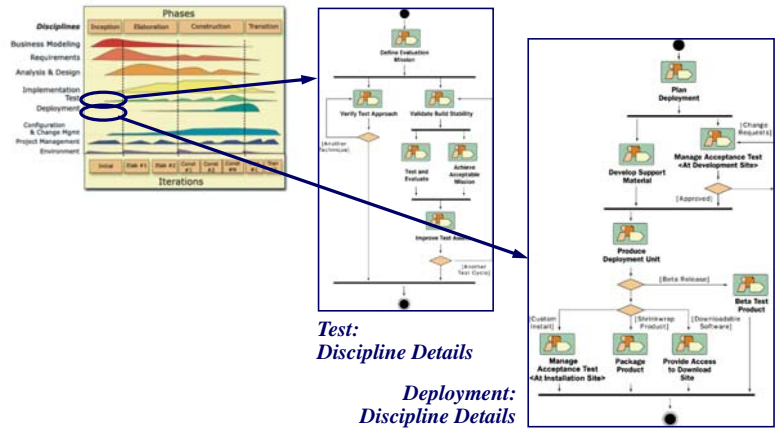 Phases
Disciplines
Inception
Elaboration
Construction
Transition
Business Modeling
Requirements
Analysis & Design
Implementation
Test
Deployment
Configuration
& Change Mgmt
Project Management
Environment
Initial
Elab #1
Elab #2
Const
#1
Const
#2
Const
#N
Tran
#1
Iterations
Define Evaluation
Mission
Verify Test Approach
Validate Build Stability
[Another
Technique]
Test and
Evaluate
Achieve
Acceptable
Mission
Improve Test
[Another
Test Cycle]
Test:
Discipline Details
Plan
Deployment
[Change
Requests]
Manage Acceptance Test
<At Development Site>
Develop Support
Material
[Approved]
Produce
Deployment Unit
[Beta Release]
Beta Test
Product
[Custom
Install]
[Shrinkwrap
Product]
[Downloadable
Software]
Manage
Acceptance Test
<At Installation Site>
Package
Product
Provide Access
to Download
Site
Deployment:
Discipline Details